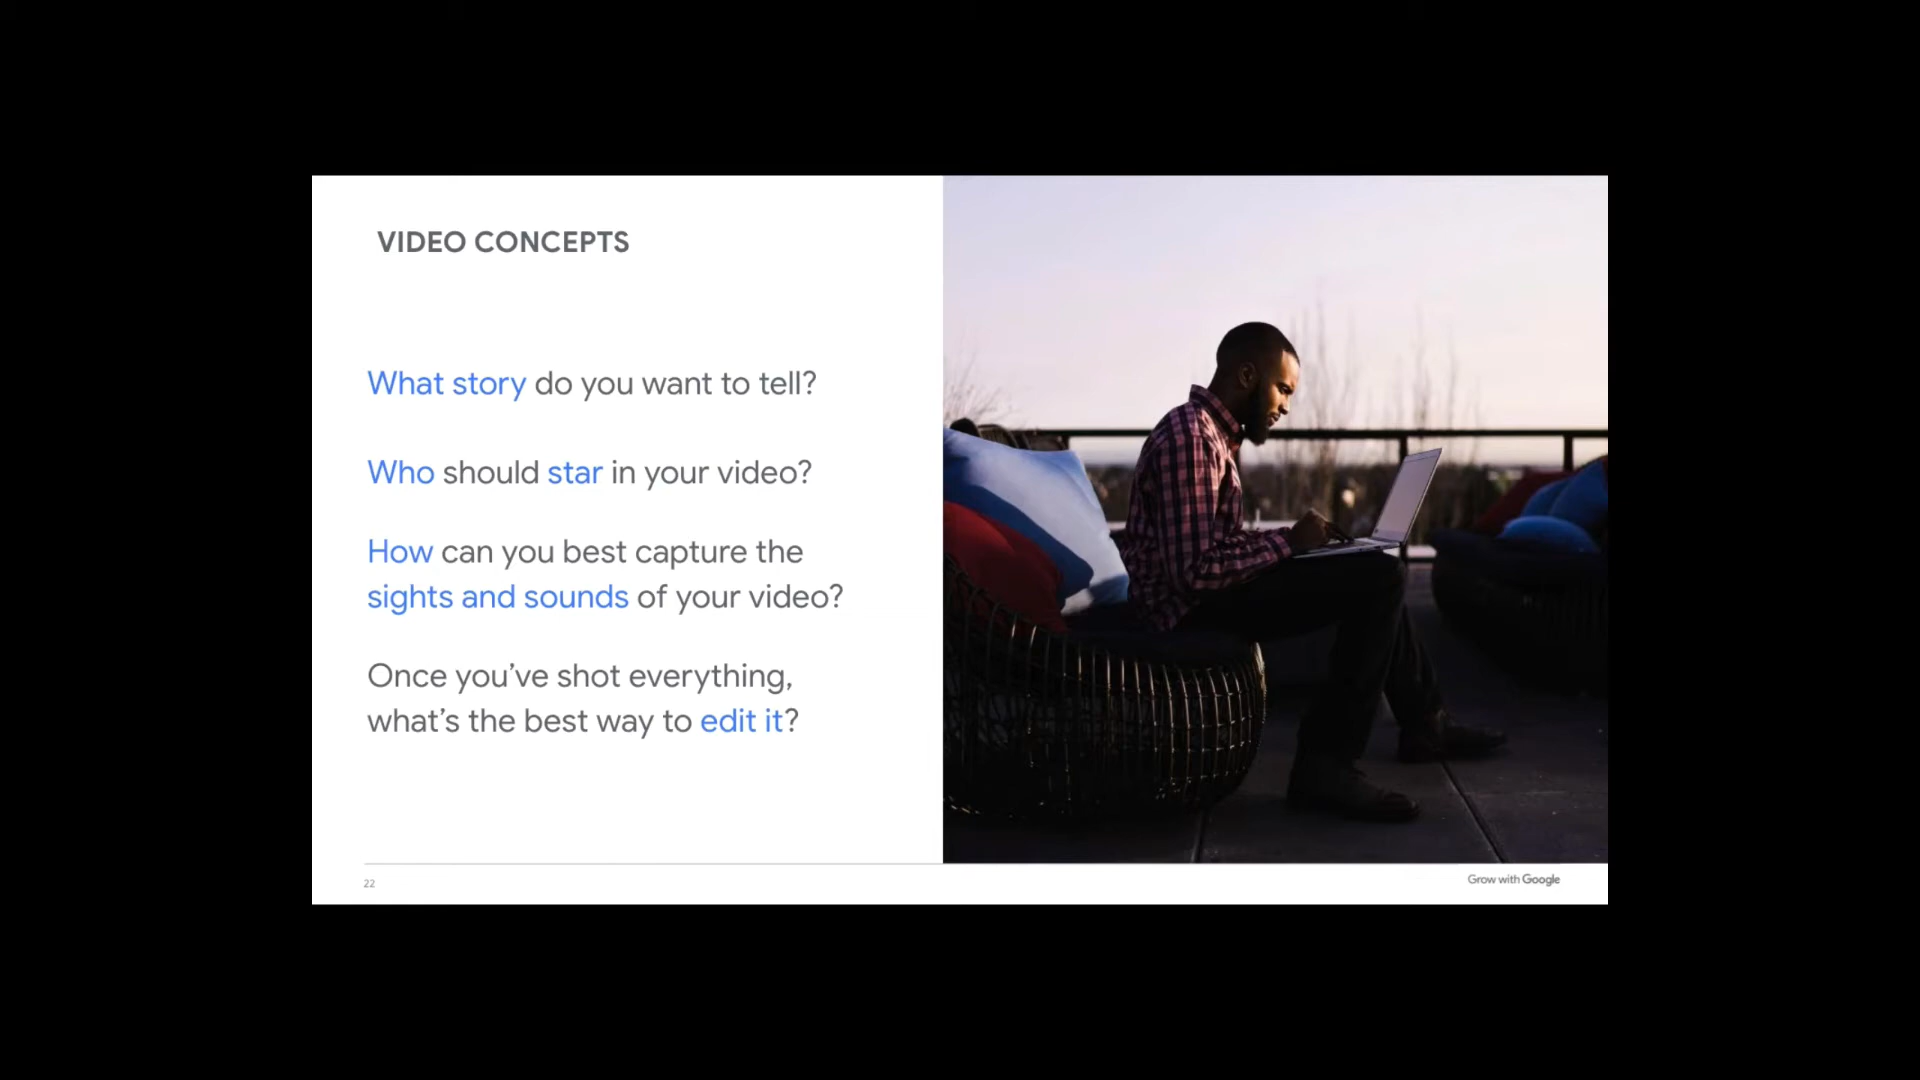 VIDEO CONCEPTS
What story do you want to tell?
Who should star in your video?
How can you best capture the
sights and sounds of your video?
Once you’ve shot everything,
what’s the best way to edit it?
22
Grow with Google